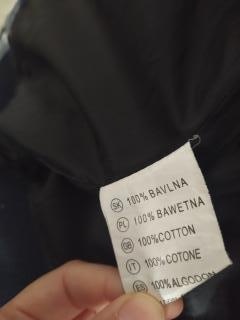 SK 100% BAVLNA
PL 100% BAWETNA
GB 100%COTTON
IT 100% COTONE
ES 100%ALGODON